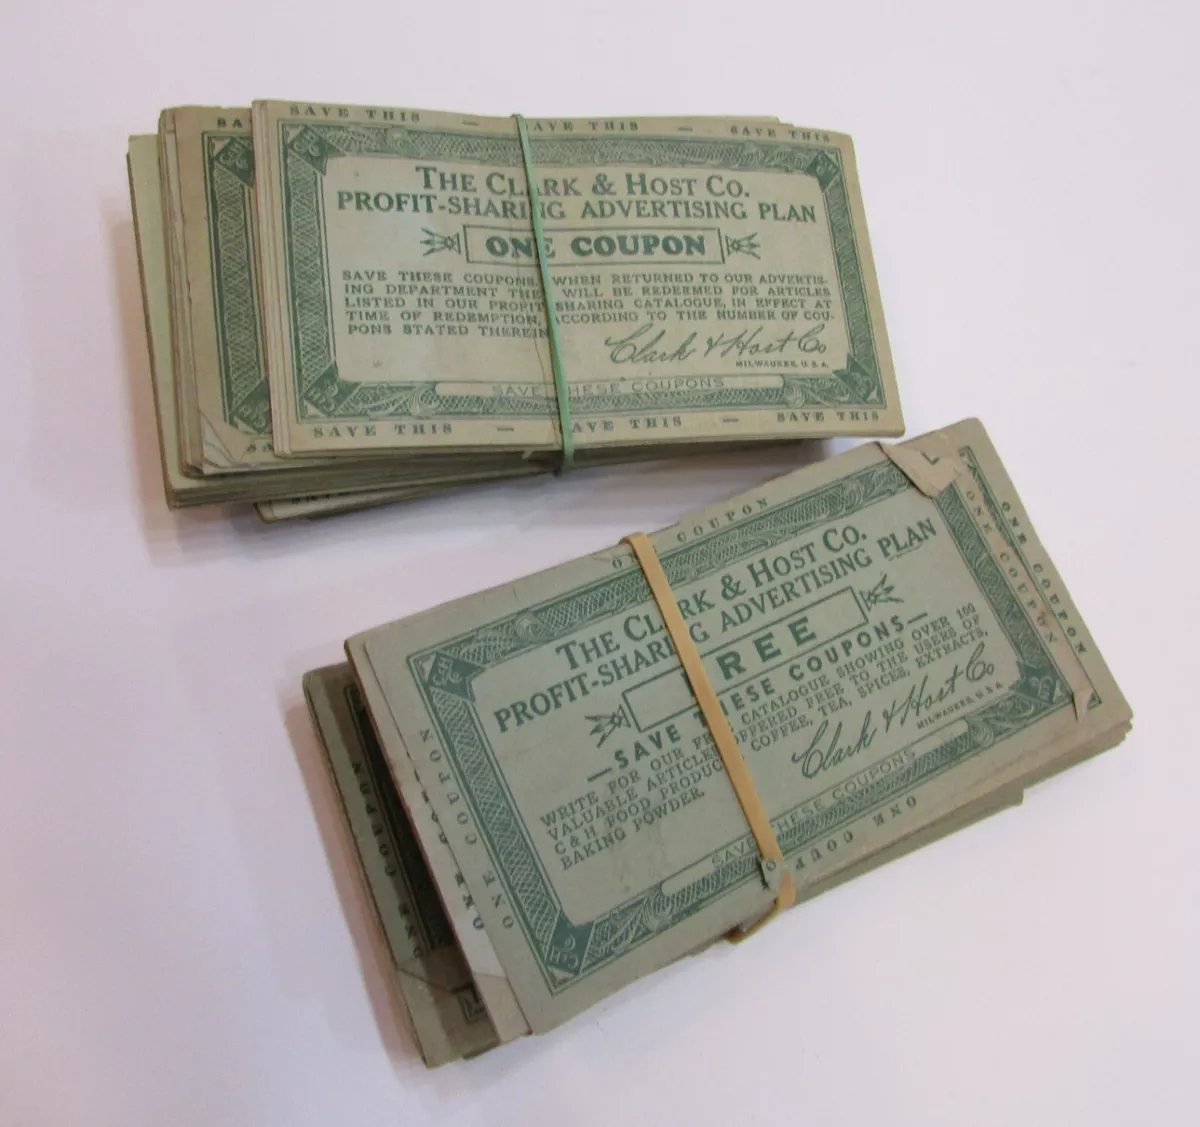 SAVE THIS — SAVE THIS — SAVE THIS
THE CLARK & HOST CO.
PROFIT-SHARING ADVERTISING PLAN
ONE COUPON
SAVE THESE COUPONS. WHEN RETURNED TO OUR ADVERTIS-
ING DEPARTMENT THEY WILL BE REDEEMED FOR ARTICLES
LISTED IN OUR PROFIT SHARING CATALOGUE, IN EFFECT AT
TIME OF REDEMPTION, ACCORDING TO THE NUMBER OF COU-
PONS STATED THEREIN
Clark & Host Co
MILWAUKEE, U.S.A.
SAVE THESE COUPONS
SAVE THIS — SAVE THIS — SAVE THIS
ONE COUPON
THE CLARK & HOST CO.
PROFIT-SHARING ADVERTISING PLAN
FREE
—SAVE THESE COUPONS—
WRITE FOR OUR FREE CATALOGUE SHOWING OVER 100
VALUABLE ARTICLES OFFERED FREE TO THE USERS OF
C & H FOOD PRODUCTS, COFFEE, TEA, SPICES, EXTRACTS,
BAKING POWDER.
Clark & Host Co
MILWAUKEE, U.S.A.
SAVE THESE COUPONS
ONE COUPON
ONE COUPON
ONE COUPON
ONE COUPON
ONE COUPON
ONE COUPON
C&H
C&H